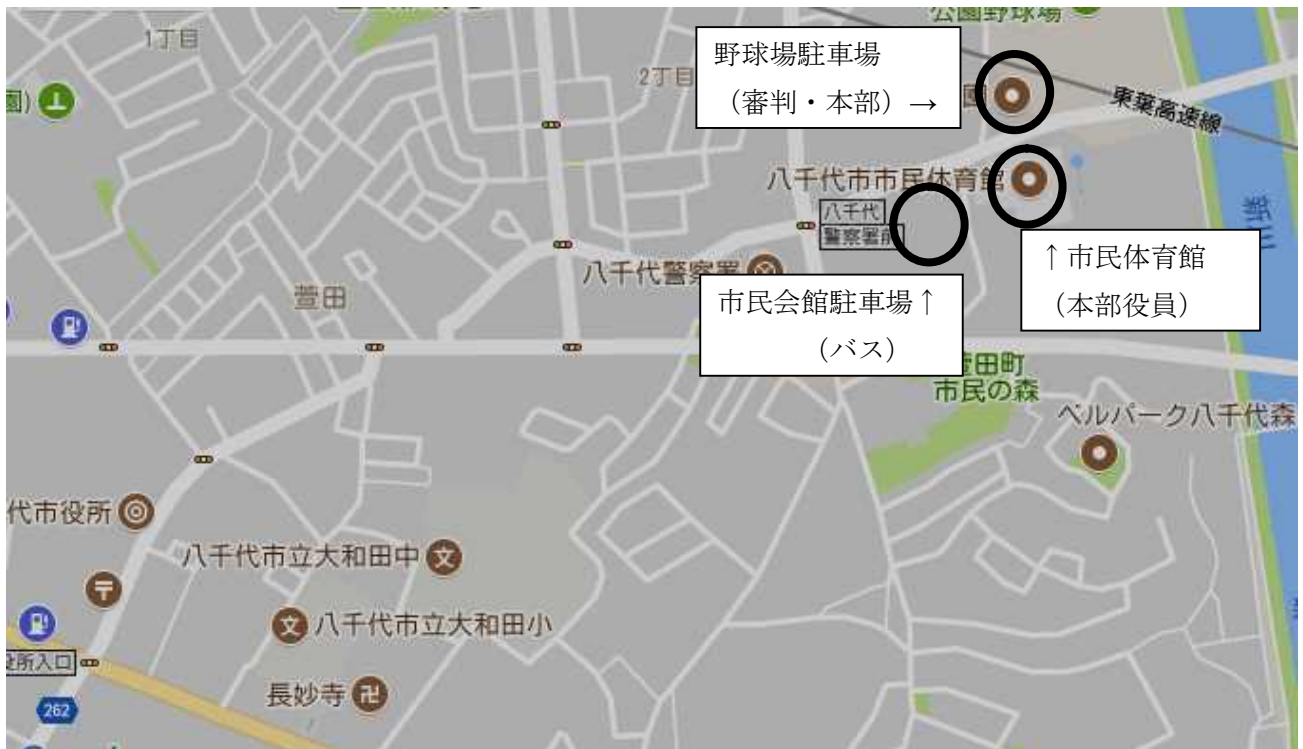 公園野球場
1丁目
野球場駐車場
(審判・本部) →
2丁目
園)
園
東葉高速線
八千代市市民体育館
八千代
警察署前
↑市民体育館
(本部役員)
八千代警察署
萱田
市民会館駐車場↑
(バス)
萱田町
市民の森
ベルパーク八千代森
代市役所
八千代市立大和田中
八千代市立大和田小
役所入口
長妙寺
262